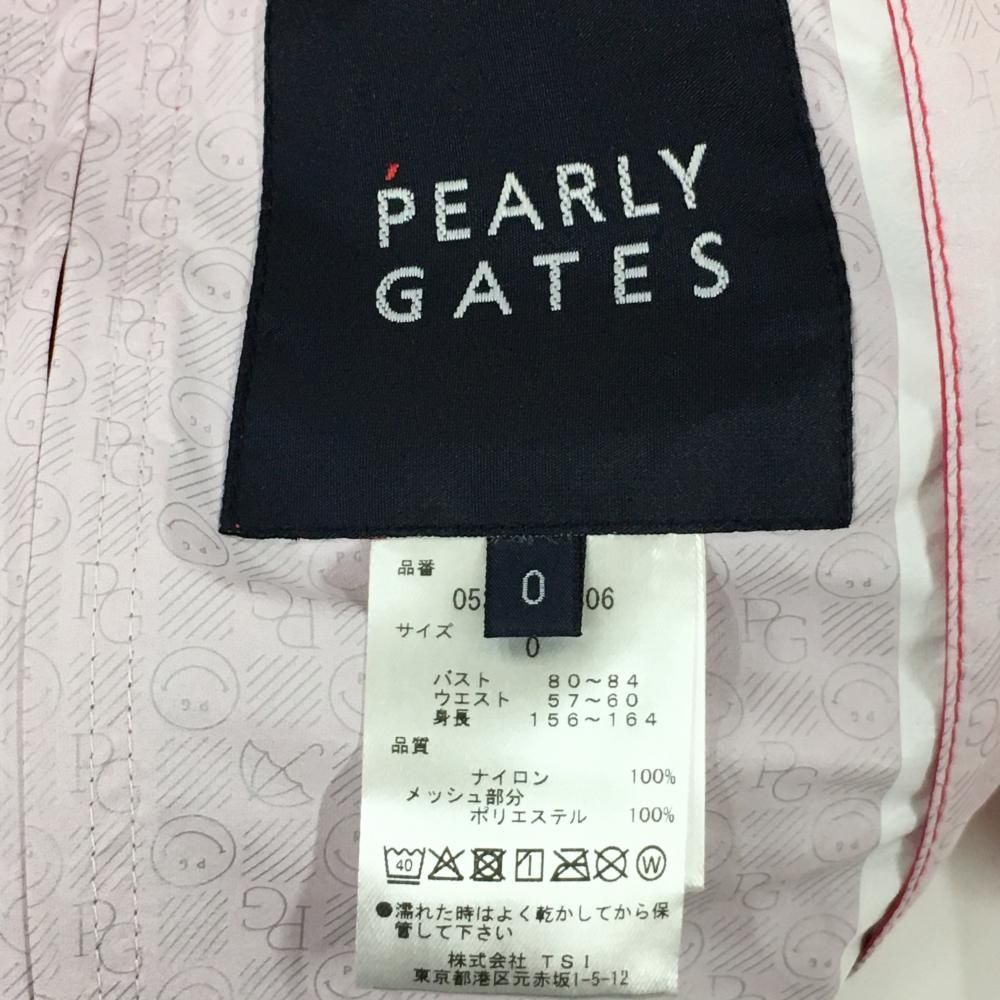 PEARLY
GATES
0
品番
05 06
サイズ
0
バスト 80〜84
ウエスト 57〜60
身長 156〜164
品質
ナイロン 100%
メッシュ部分
ポリエステル 100%
40
W
●濡れた時はよく乾かしてから保
管して下さい
株式会社 TSI
東京都港区元赤坂1-5-12
PG